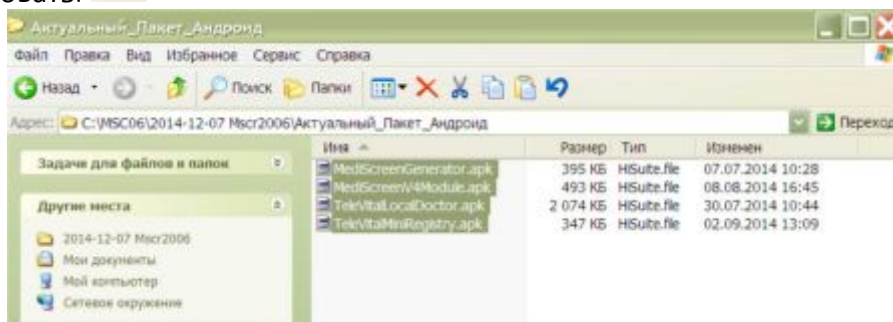 Актуальный_Пакет_Андроид
Файл Правка Вид Избранное Сервис Справка
Назад Поиск Папки
Адрес: C:\MSC06\2014-12-07 Mscr2006\Актуальный_Пакет_Андроид Переход
Имя Размер Тип Изменен
Задачи для файлов и папок
MediScreenGenerator.apk 395 КБ HiSuite.file 07.07.2014 10:28
MediScreenV4Module.apk 493 КБ HiSuite.file 08.08.2014 16:45
Другие места
TeleVitalLocalDoctor.apk 2 074 КБ HiSuite.file 30.07.2014 10:44
TeleVitalMiniRegistry.apk 347 КБ HiSuite.file 02.09.2014 13:09
2014-12-07 Mscr2006
Мои документы
Мой компьютер
Сетевое окружение